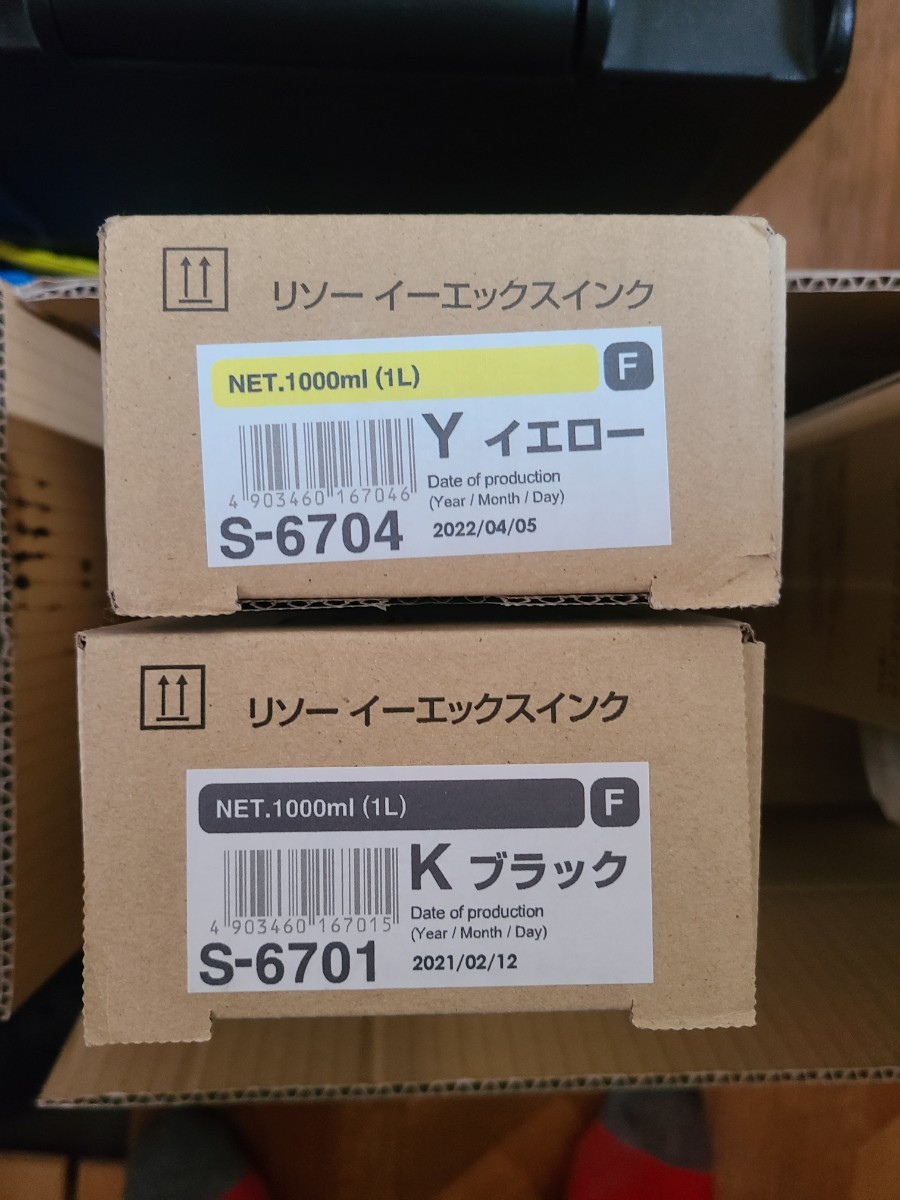 リソー イーエックスインク
NET.1000ml (1L)
F
Y イエロー
4 903460 167046
Date of production
(Year / Month / Day)
2022/04/05
S-6704
リソー イーエックスインク
NET.1000ml (1L)
F
K ブラック
4 903460 167015
Date of production
(Year / Month / Day)
2021/02/12
S-6701